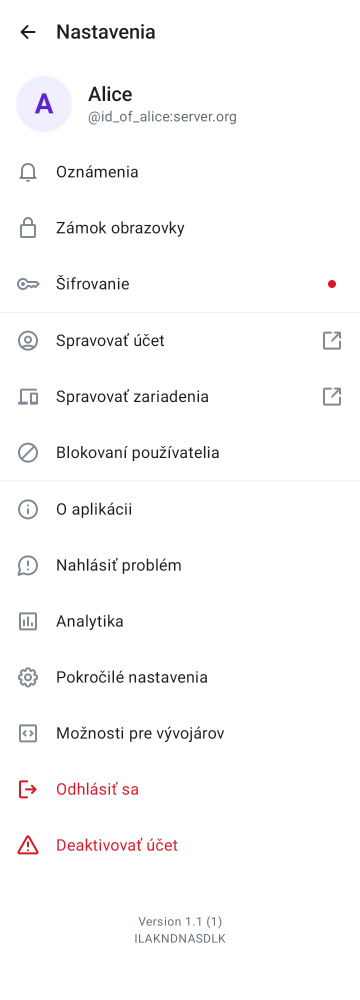 Nastavenia
A
Alice
@id_of_alice:server.org
Oznámenia
Zámok obrazovky
Šifrovanie
Spravovať účet
Spravovať zariadenia
Blokovaní používatelia
O aplikácii
Nahlásiť problém
Analytika
Pokročilé nastavenia
Možnosti pre vývojárov
Odhlásiť sa
Deaktivovať účet
Version 1.1 (1)
ILAKNDNASDLK